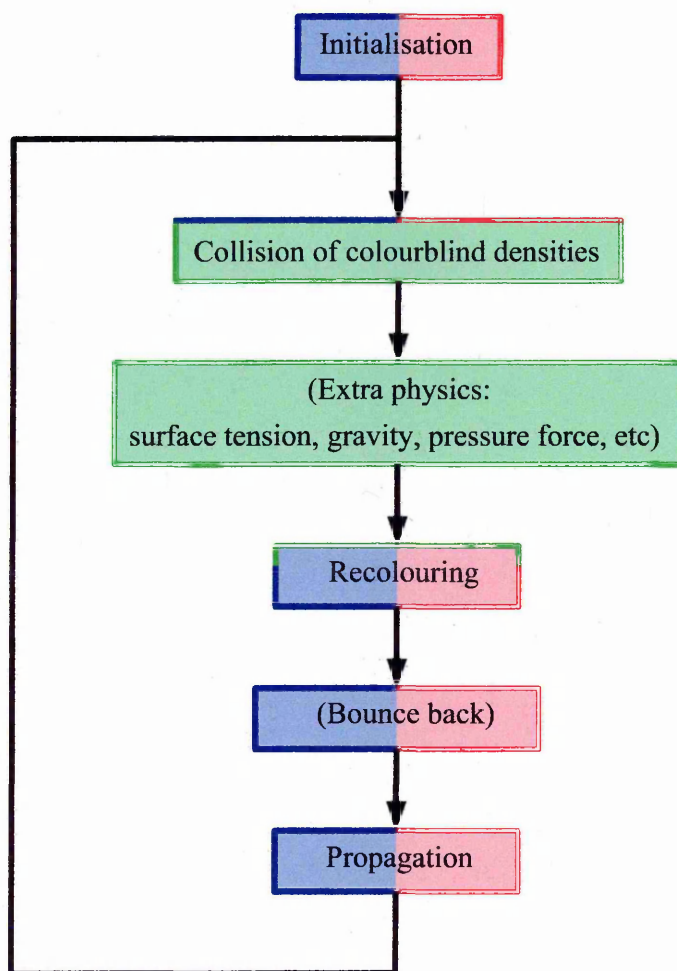 Initialisation
Collision of colourblind densities
(Extra physics:
surface tension, gravity, pressure force, etc)
Recolouring
(Bounce back)
Propagation